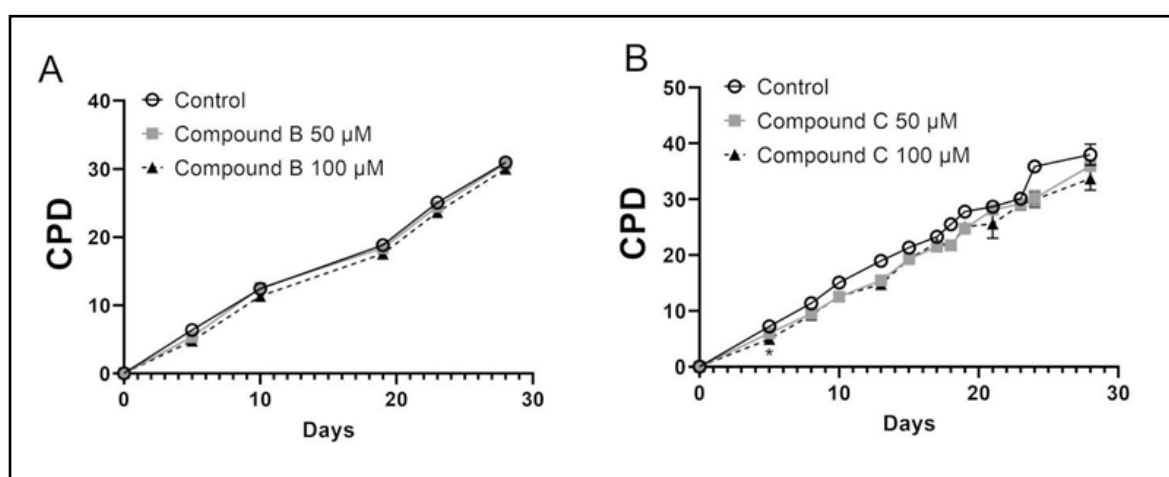 A
Control
Compound B 50 µM
Compound B 100 µM
CPD
40
30
20
10
0
0 10 20 30
Days
B
Control
Compound C 50 µM
Compound C 100 µM
CPD
50
40
30
20
10
0
*
0 10 20 30
Days